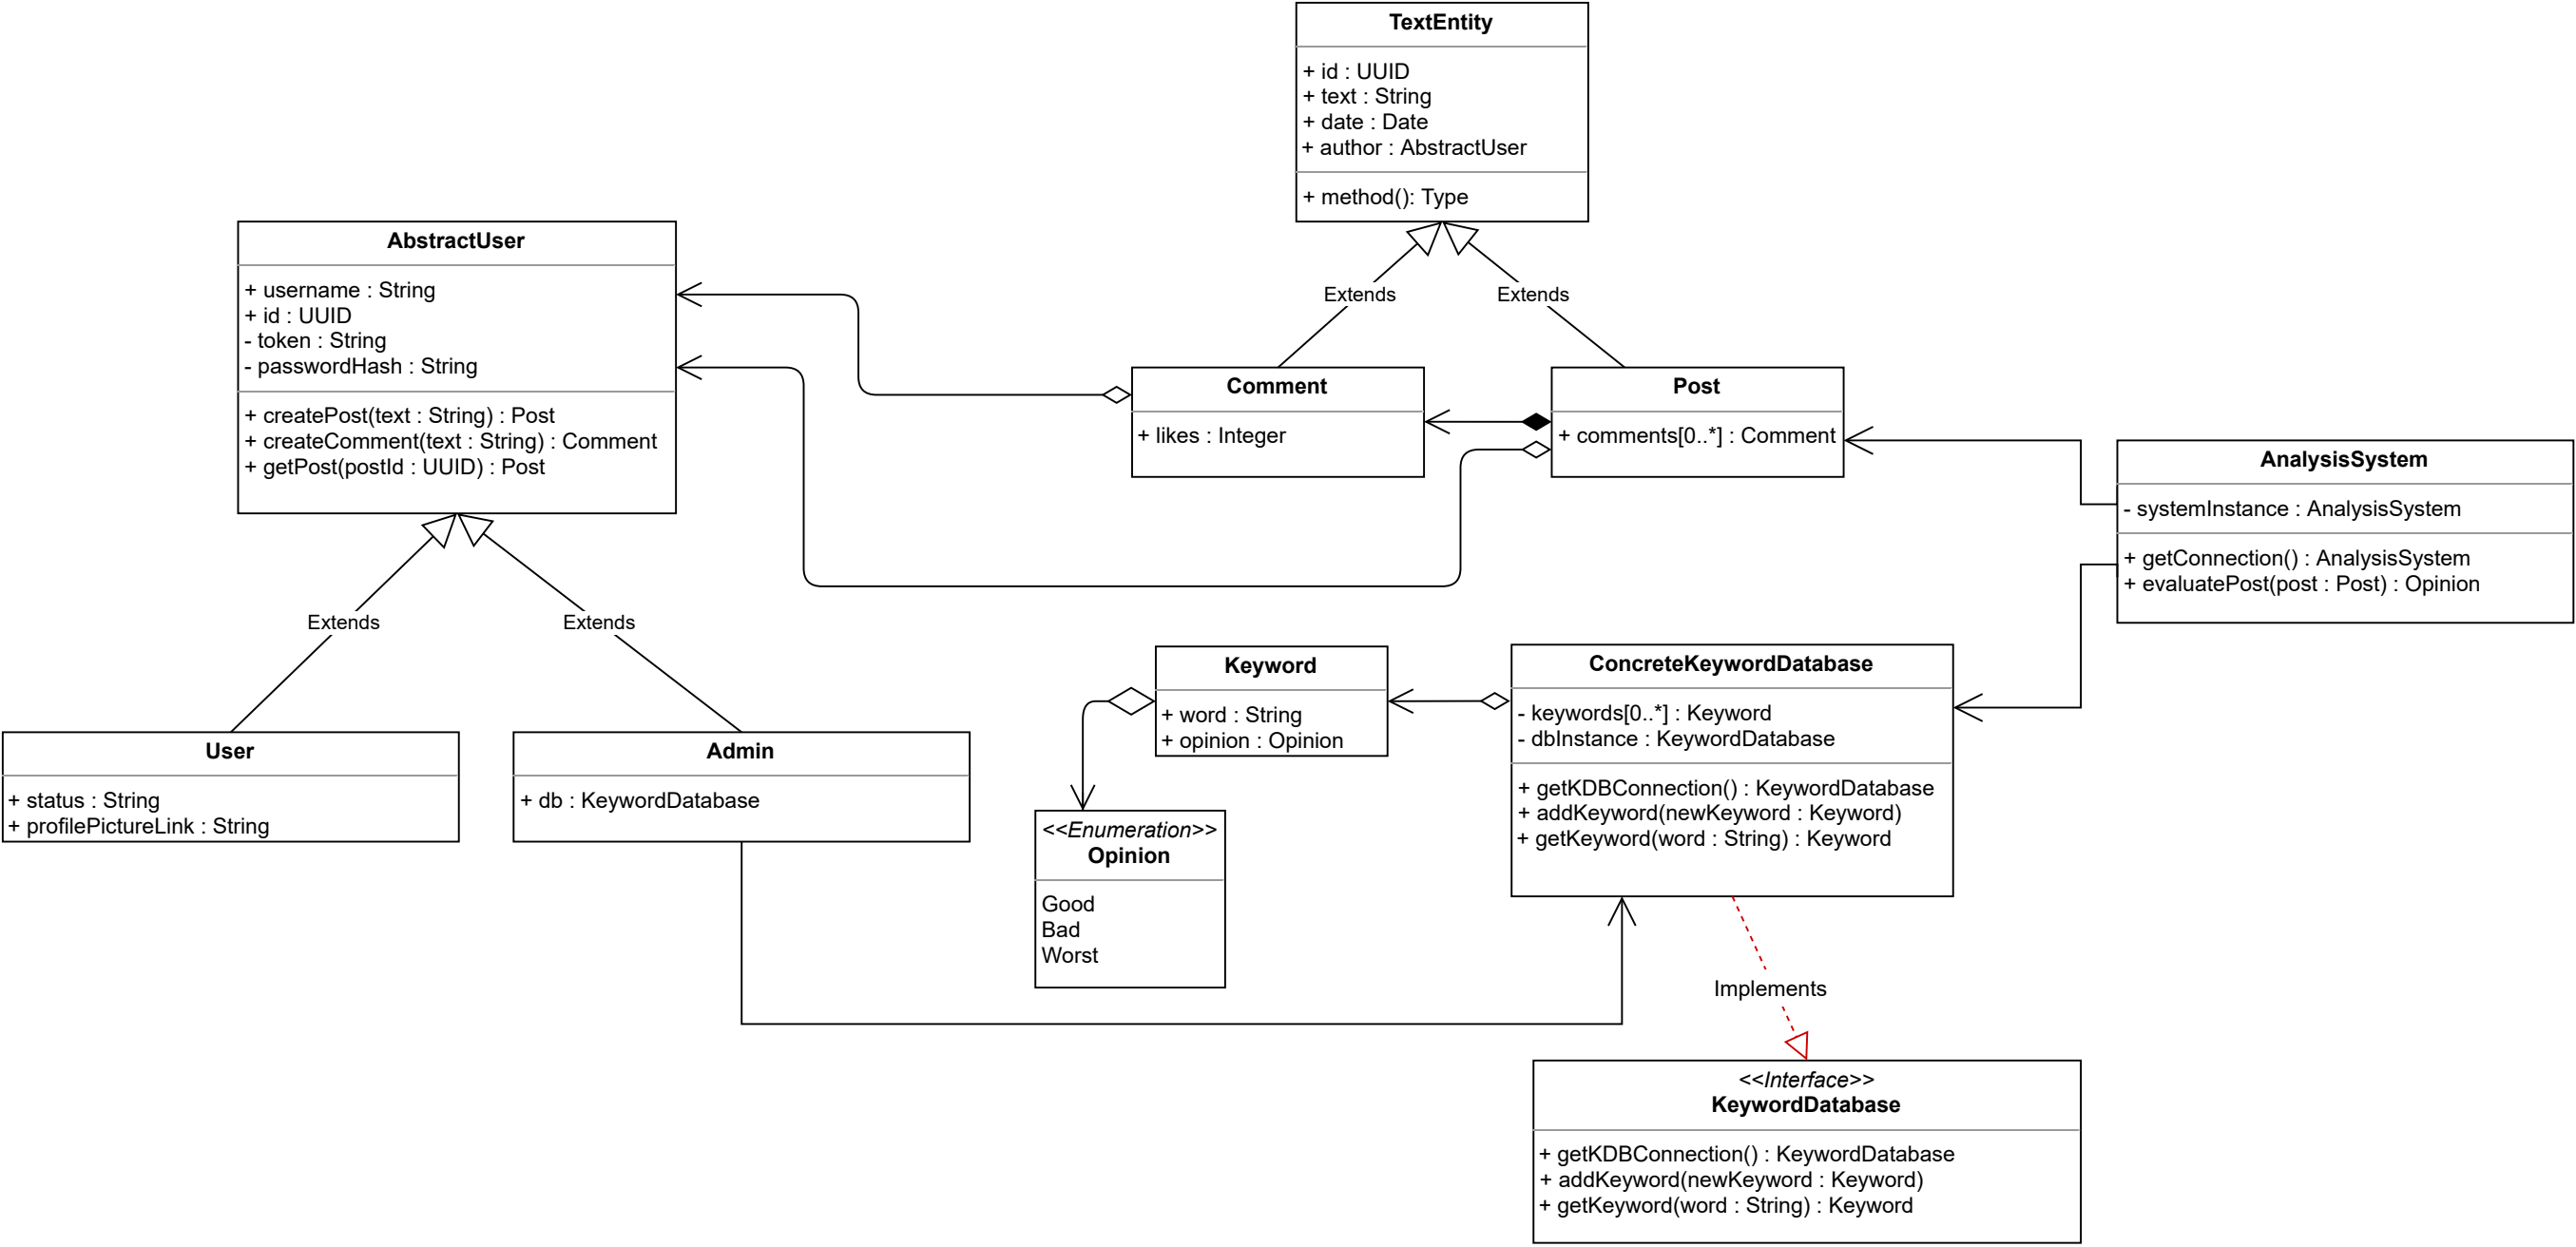 TextEntity
+ id : UUID
+ text : String
+ date : Date
+ author : AbstractUser
+ method(): Type
AbstractUser
+ username : String
+ id : UUID
- token : String
- passwordHash : String
+ createPost(text : String) : Post
+ createComment(text : String) : Comment
+ getPost(postId : UUID) : Post
Extends
Extends
Comment
+ likes : Integer
Post
+ comments[0..*] : Comment
AnalysisSystem
- systemInstance : AnalysisSystem
+ getConnection() : AnalysisSystem
+ evaluatePost(post : Post) : Opinion
Extends
Extends
User
+ status : String
+ profilePictureLink : String
Admin
+ db : KeywordDatabase
Keyword
+ word : String
+ opinion : Opinion
ConcreteKeywordDatabase
- keywords[0..*] : Keyword
- dbInstance : KeywordDatabase
+ getKDBConnection() : KeywordDatabase
+ addKeyword(newKeyword : Keyword)
+ getKeyword(word : String) : Keyword
<<Enumeration>>
Opinion
Good
Bad
Worst
Implements
<<Interface>>
KeywordDatabase
+ getKDBConnection() : KeywordDatabase
+ addKeyword(newKeyword : Keyword)
+ getKeyword(word : String) : Keyword